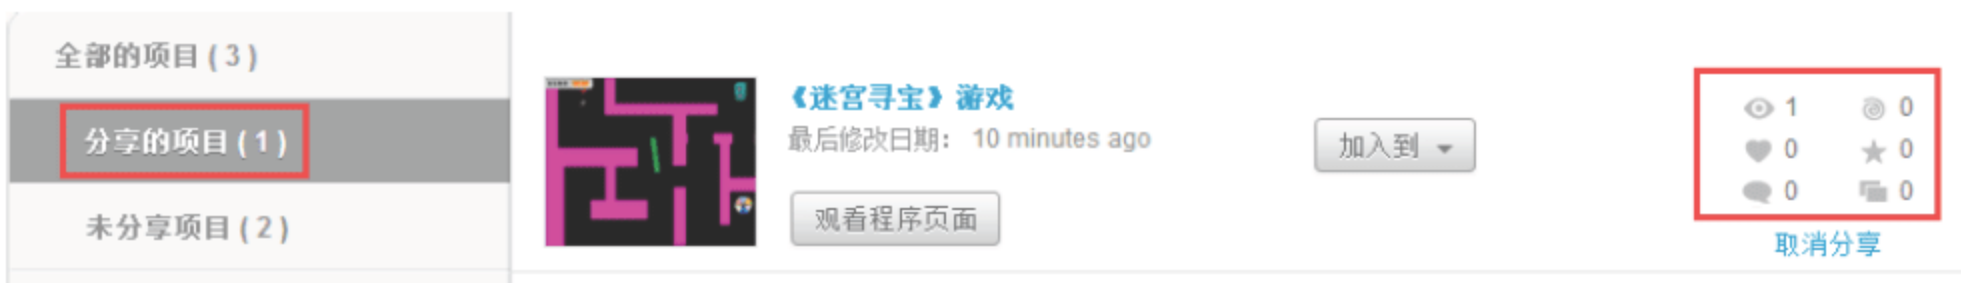 全部的项目 ( 3 )
分享的项目 ( 1 )
未分享项目 ( 2 )
《迷宫寻宝》游戏
最后修改日期： 10 minutes ago
观看程序页面
加入到
1 0
0 0
0 0
取消分享